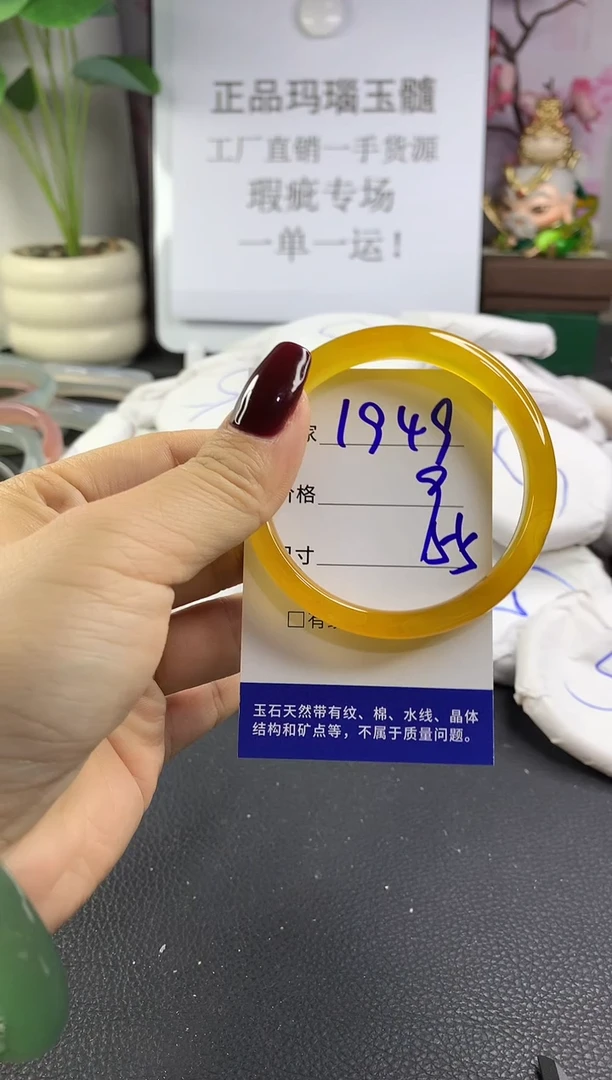 正品玛瑙玉髓
工厂直销一手货源
瑕疵专场
一单一运！
家 1949
价格 9
尺寸 55
□有
玉石天然带有纹、棉、水线、晶体
结构和矿点等，不属于质量问题。